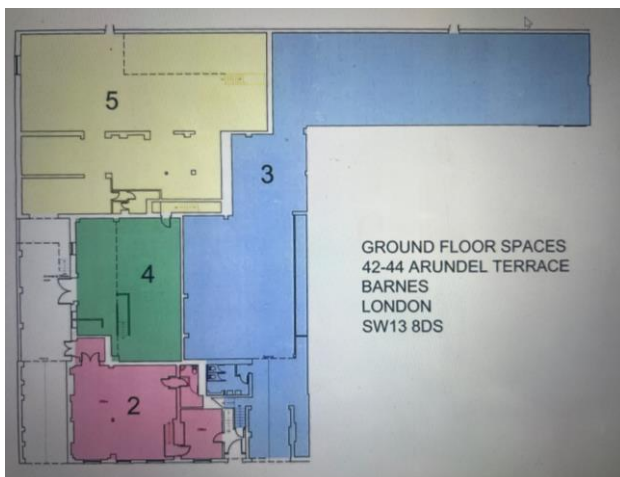 5
3
4
2
GROUND FLOOR SPACES
42-44 ARUNDEL TERRACE
BARNES
LONDON
SW13 8DS